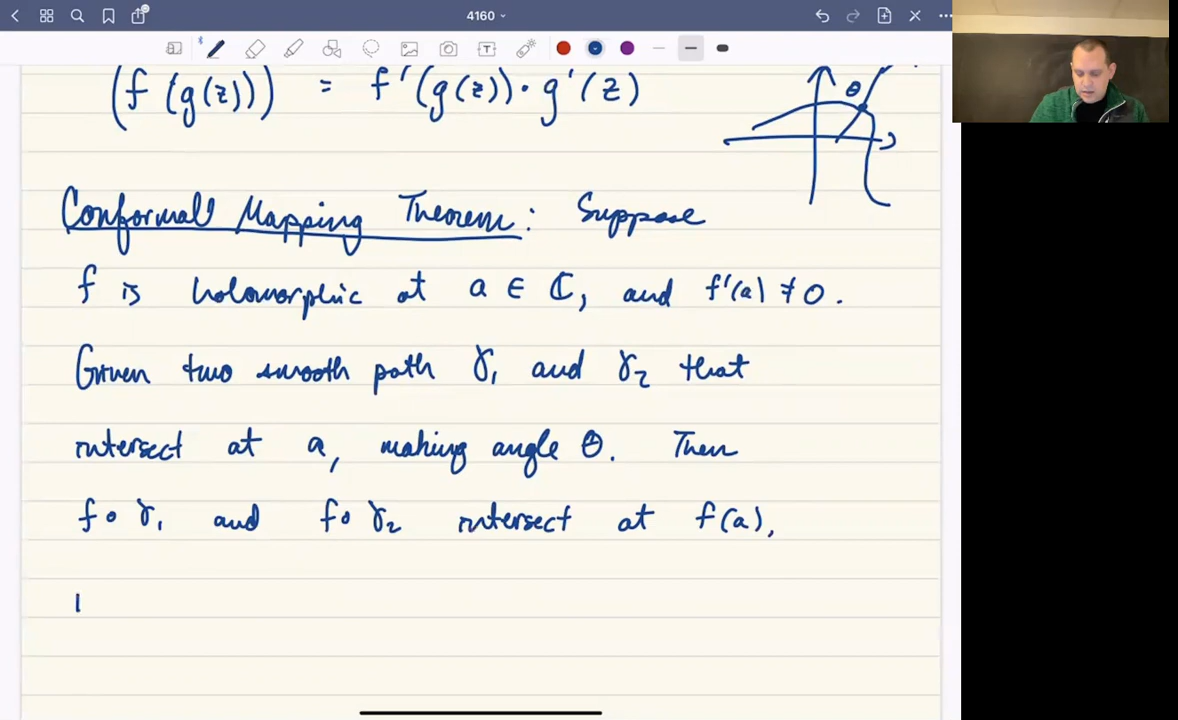 4160
(f (g(z))) = f'(g(z)) · g'(z)
θ
Conformal Mapping Theorem: Suppose
f is holomorphic at a ∈ ℂ, and f'(a) ≠ 0.
Given two smooth path γ₁ and γ₂ that
intersect at a, making angle θ. Then
f∘γ₁ and f∘γ₂ intersect at f(a),